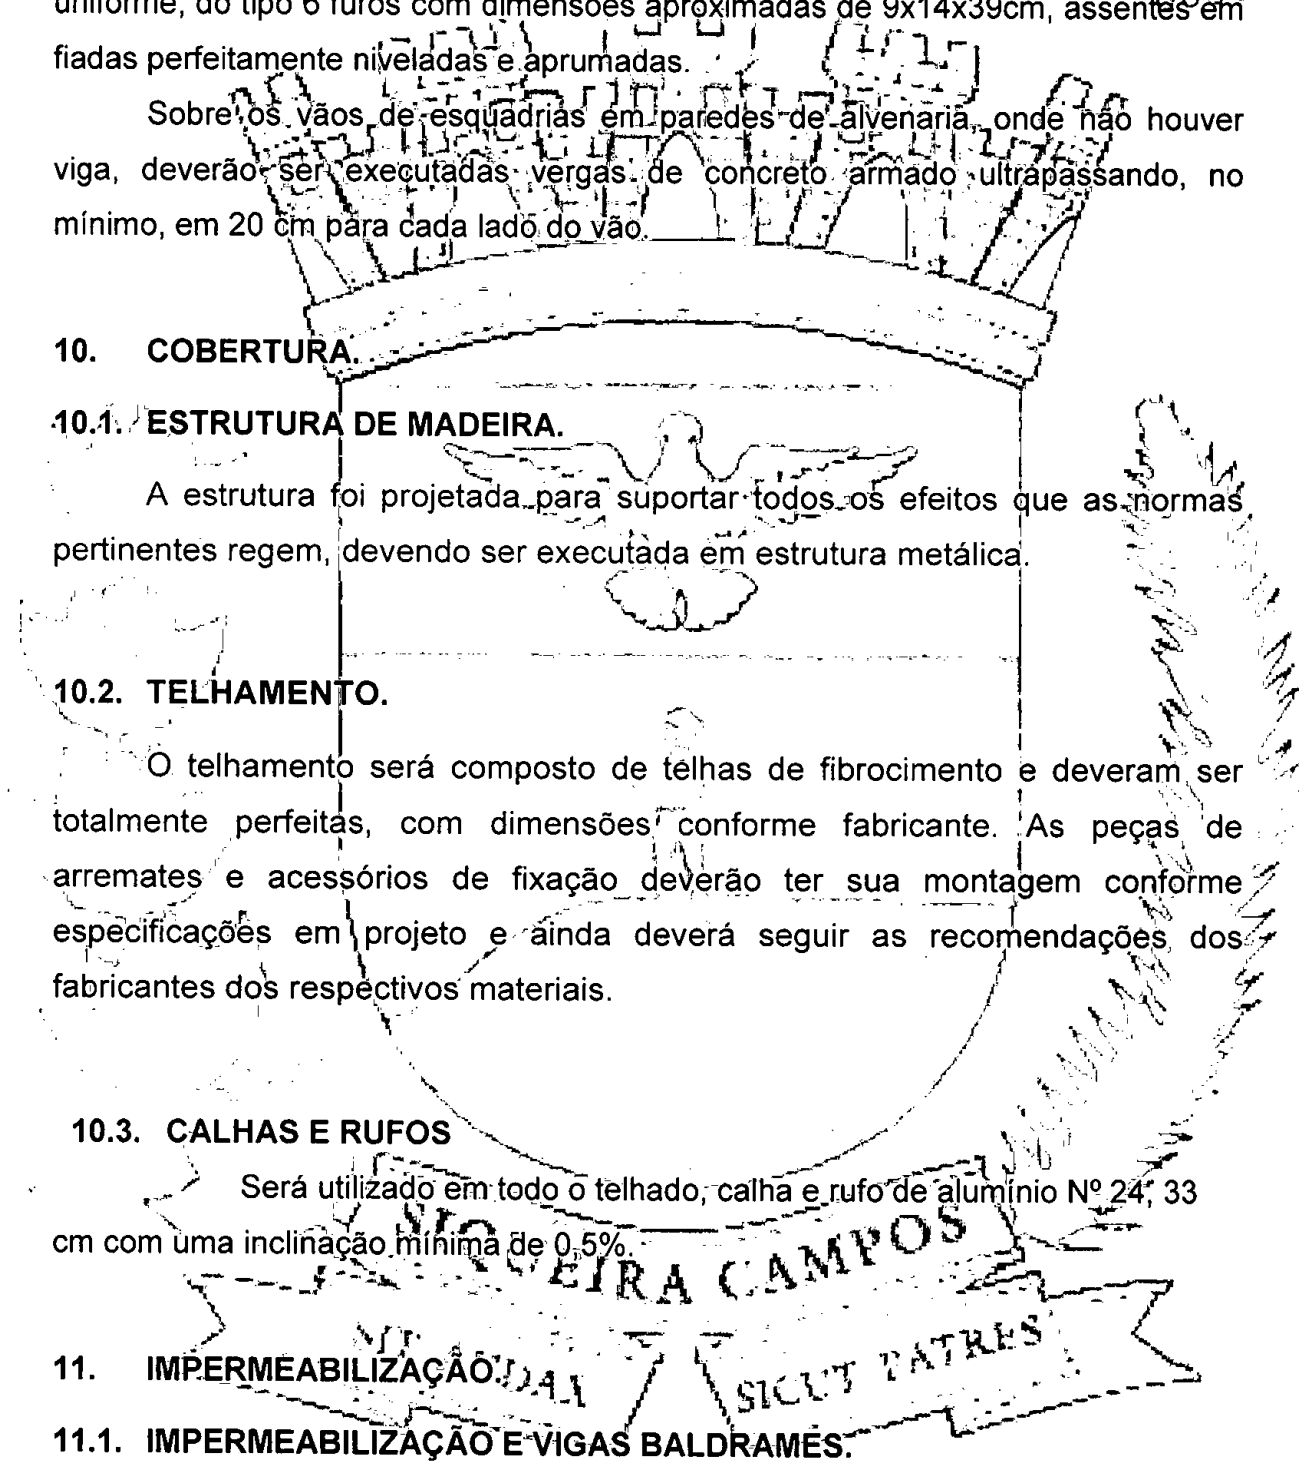 uniforme, do tipo 6 furos com dimensões aproximadas de 9x14x39cm, assentes em
fiadas perfeitamente niveladas e aprumadas.
Sobre os vãos de esquadrias em paredes de alvenaria, onde não houver
viga, deverão ser executadas vergas de concreto armado ultrapassando, no
mínimo, em 20 cm para cada lado do vão.
10. COBERTURA.
10.1. ESTRUTURA DE MADEIRA.
A estrutura foi projetada para suportar todos os efeitos que as normas
pertinentes regem, devendo ser executada em estrutura metálica.
10.2. TELHAMENTO.
O telhamento será composto de telhas de fibrocimento e deveram ser
totalmente perfeitas, com dimensões conforme fabricante. As peças de
arremates e acessórios de fixação deverão ter sua montagem conforme
especificações em projeto e ainda deverá seguir as recomendações dos
fabricantes dos respectivos materiais.
10.3. CALHAS E RUFOS
Será utilizado em todo o telhado, calha e rufo de alumínio Nº 24, 33
cm com uma inclinação mínima de 0,5%.
SIQUEIRA CAMPOS
SICUT PATRES
11. IMPERMEABILIZAÇÃO.
11.1. IMPERMEABILIZAÇÃO E VIGAS BALDRAMES.